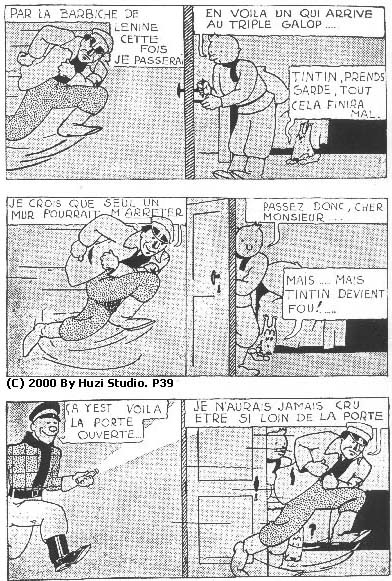 PAR LA BARBICHE DE
LENINE
CETTE
FOIS
JE PASSERA.
EN VOILÀ UN QUI ARRIVE
AU TRIPLE GALOP....
TINTIN, PRENDS
GARDE, TOUT
CELA FINIRA
MAL.
JE CROIS QUE SEUL UN
MUR POURRAIT M'ARRETER
PASSEZ DONC, CHER
MONSIEUR....
MAIS.... MAIS
TINTIN DEVIENT
FOU!....
(C) 2000 By Huzi Studio. P39
ÇA Y'EST VOILA
LA PORTE
OUVERTE.
JE N'AURAIS JAMAIS CRU
ETRE SI LOIN DE LA PORTE
?